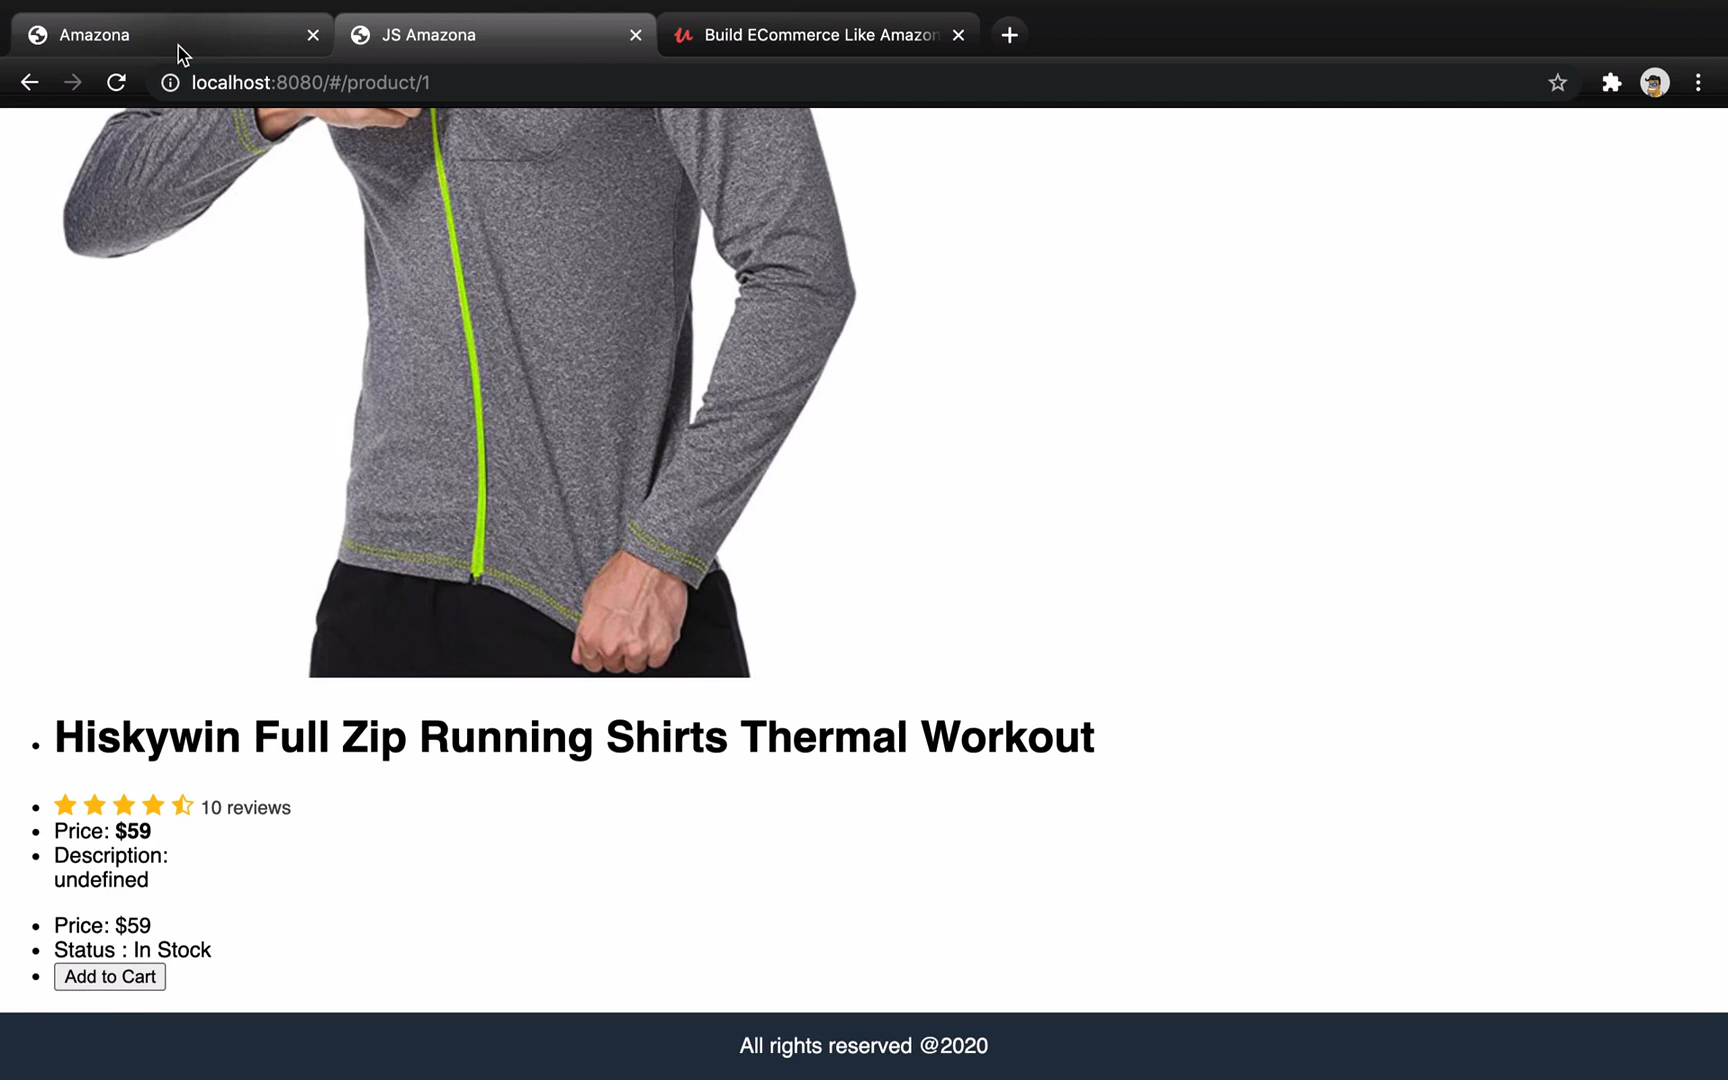 Amazona
JS Amazona
Build ECommerce Like Amazon
localhost:8080/#/product/1
Hiskywin Full Zip Running Shirts Thermal Workout
10 reviews
Price: $59
Description:
undefined
Price: $59
Status : In Stock
Add to Cart
All rights reserved @2020